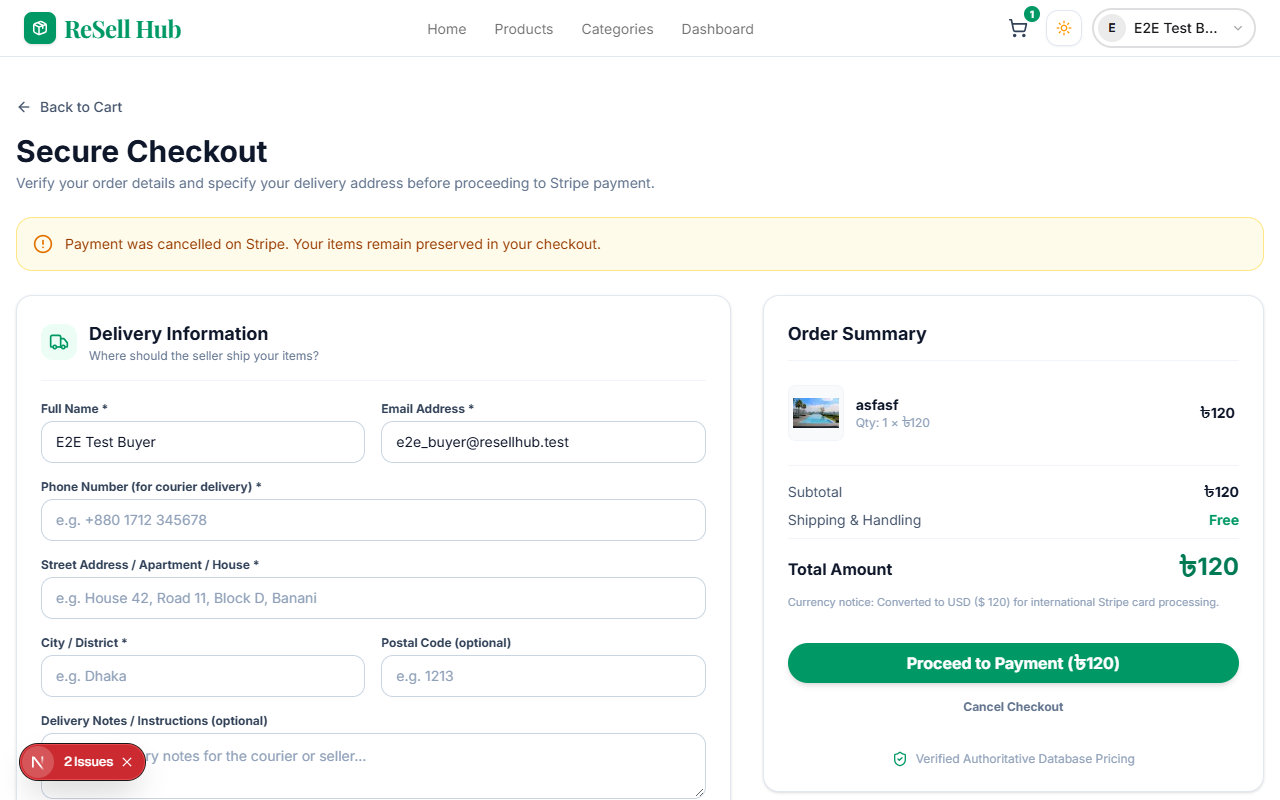 ReSell Hub
Home
Products
Categories
Dashboard
1
E
E2E Test B...
Back to Cart
Secure Checkout
Verify your order details and specify your delivery address before proceeding to Stripe payment.
Payment was cancelled on Stripe. Your items remain preserved in your checkout.
Delivery Information
Where should the seller ship your items?
Full Name *
Email Address *
E2E Test Buyer
e2e_buyer@resellhub.test
Phone Number (for courier delivery) *
e.g. +880 1712 345678
Street Address / Apartment / House *
e.g. House 42, Road 11, Block D, Banani
City / District *
Postal Code (optional)
e.g. Dhaka
e.g. 1213
Delivery Notes / Instructions (optional)
ry notes for the courier or seller...
N
2 Issues
Order Summary
asfasf
Qty: 1 × ৳120
৳120
Subtotal
৳120
Shipping & Handling
Free
Total Amount
৳120
Currency notice: Converted to USD ($ 120) for international Stripe card processing.
Proceed to Payment (৳120)
Cancel Checkout
Verified Authoritative Database Pricing